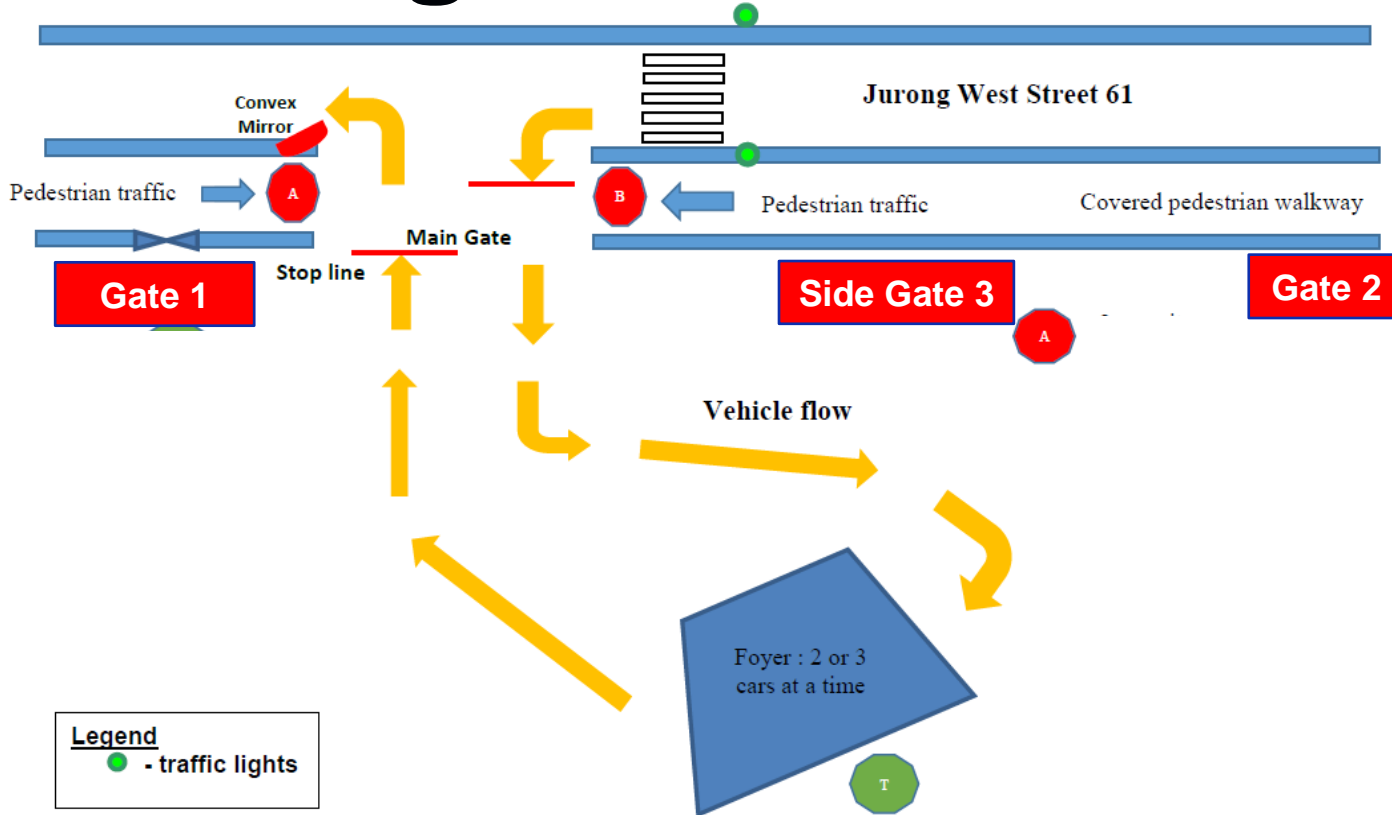 Jurong West Street 61
Convex
Mirror
Pedestrian traffic
A
B
Pedestrian traffic
Covered pedestrian walkway
Main Gate
Stop line
Gate 1
Side Gate 3
Gate 2
A
Vehicle flow
Foyer : 2 or 3
cars at a time
Legend
- traffic lights
T